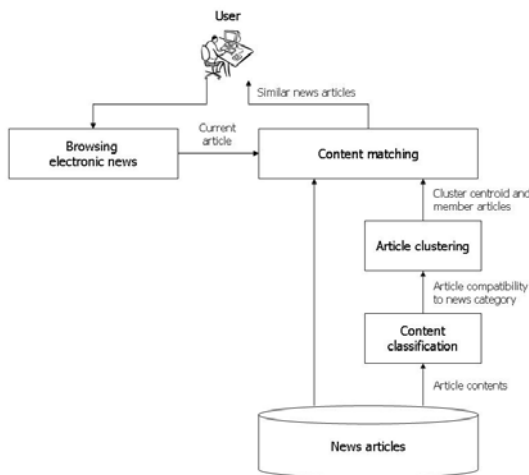 User
Similar news articles
Browsing
electronic news
Current
article
Content matching
Cluster centroid and
member articles
Article clustering
Article compatibility
to news category
Content
classification
Article contents
News articles